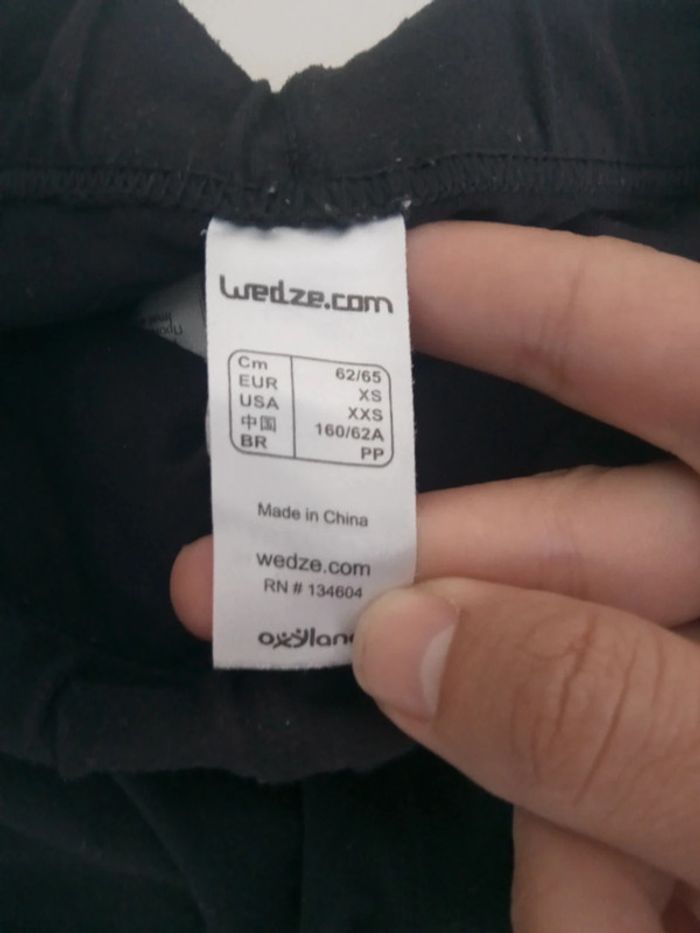 wedze.com
Cm 62/65
EUR XS
USA XXS
中国 160/62A
BR PP
Made in China
wedze.com
RN # 134604
oxylan